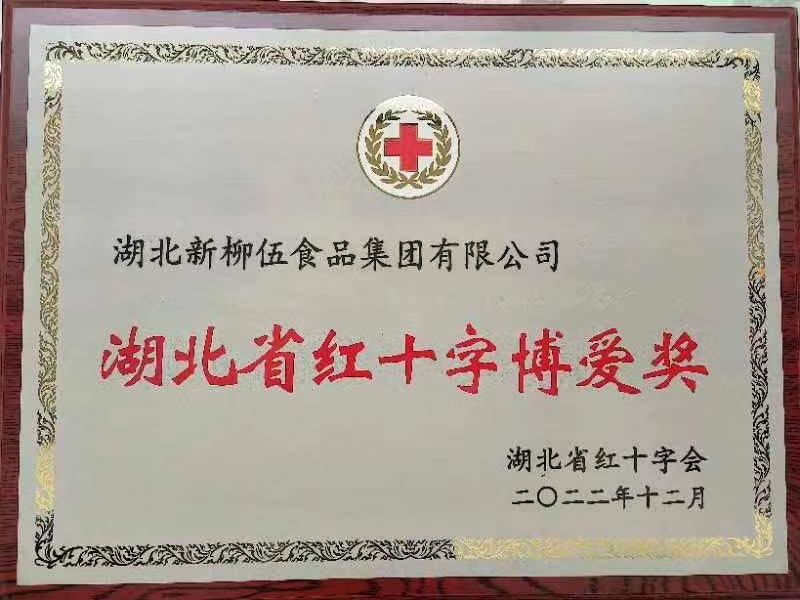 湖北新柳伍食品集团有限公司
湖北省红十字博爱奖
湖北省红十字会
二〇二二年十二月